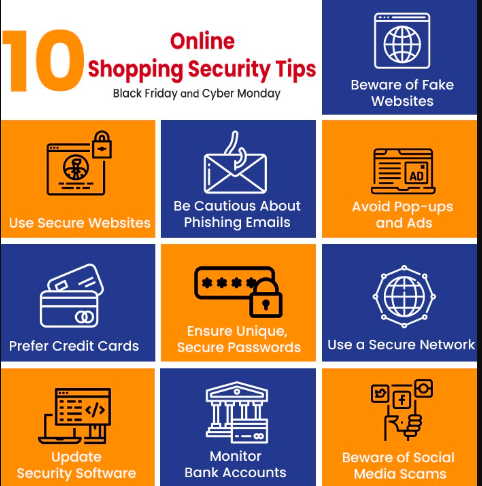 10
Online
Shopping Security Tips
Black Friday and Cyber Monday
Beware of Fake
Websites
Use Secure Websites
Be Cautious About
Phishing Emails
AD
Avoid Pop-ups
and Ads
Prefer Credit Cards
****
Ensure Unique,
Secure Passwords
Use a Secure Network
</>
Update
Security Software
Monitor
Bank Accounts
Beware of Social
Media Scams